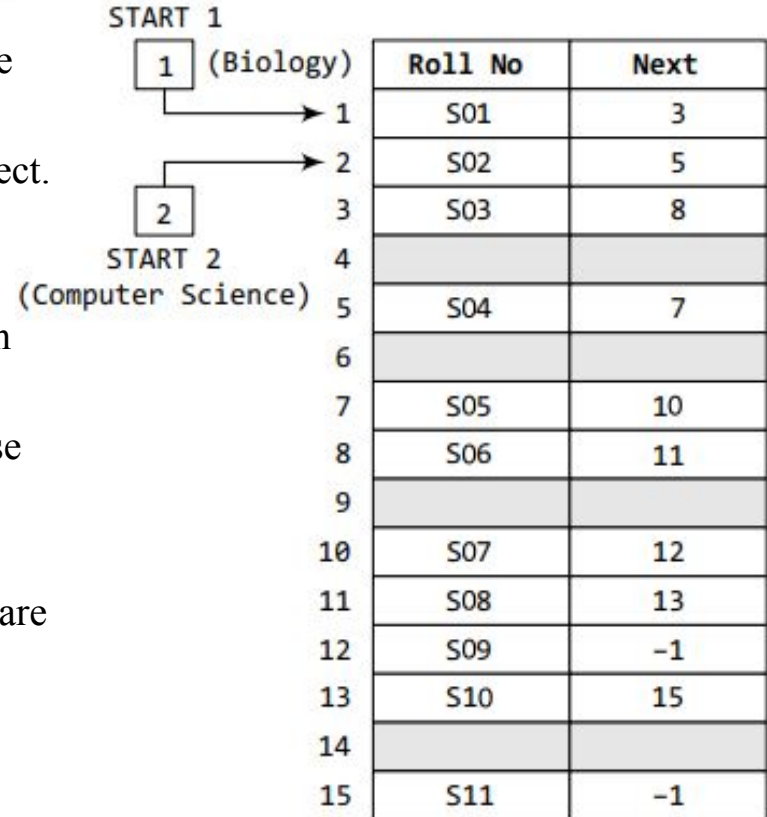 START 1
1 (Biology)
2
START 2
(Computer Science)
ect.
are
Roll No Next
1 S01 3
2 S02 5
3 S03 8
4
5 S04 7
6
7 S05 10
8 S06 11
9
10 S07 12
11 S08 13
12 S09 -1
13 S10 15
14
15 S11 -1